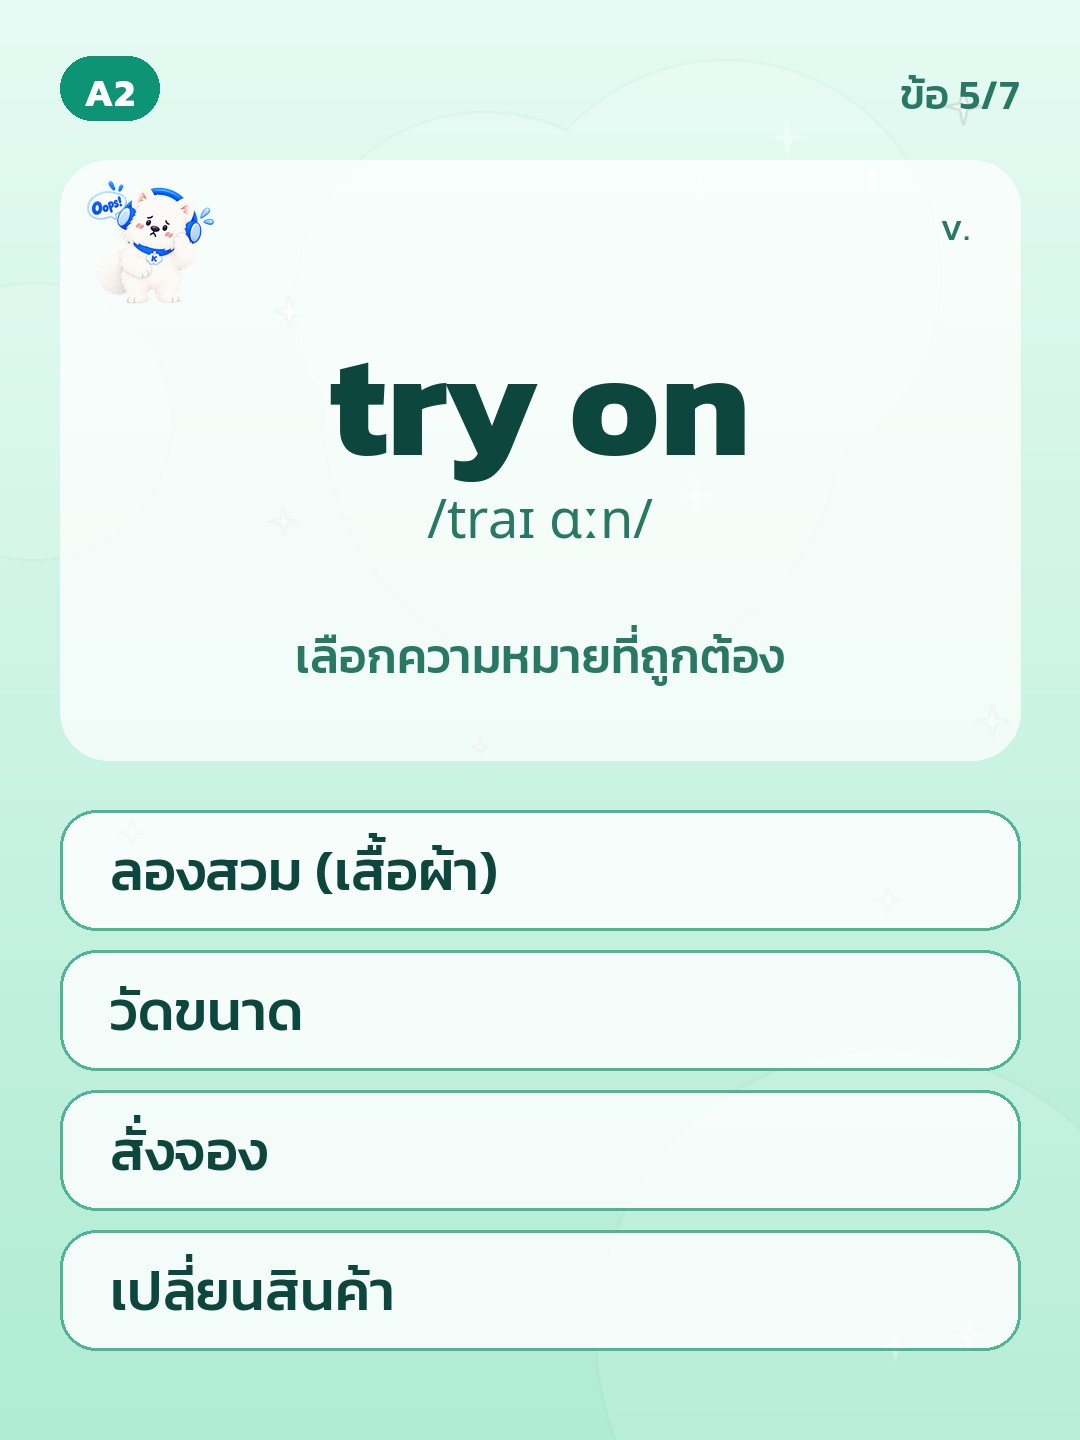 A2
ข้อ 5/7
Oops!
v.
K
try on
/traɪ ɑːn/
เลือกความหมายที่ถูกต้อง
ลองสวม (เสื้อผ้า)
วัดขนาด
สั่งจอง
เปลี่ยนสินค้า